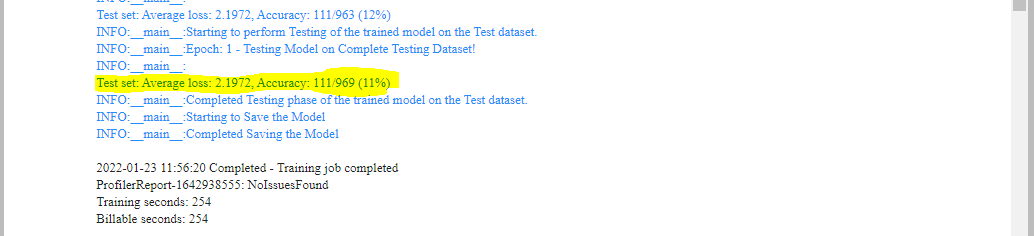 INFO:__main__:
Test set: Average loss: 2.1972, Accuracy: 111/963 (12%)
INFO:__main__:Starting to perform Testing of the trained model on the Test dataset.
INFO:__main__:Epoch: 1 - Testing Model on Complete Testing Dataset!
INFO:__main__:
Test set: Average loss: 2.1972, Accuracy: 111/969 (11%)
INFO:__main__:Completed Testing phase of the trained model on the Test dataset.
INFO:__main__:Starting to Save the Model
INFO:__main__:Completed Saving the Model
2022-01-23 11:56:20 Completed - Training job completed
ProfilerReport-1642938555: NoIssuesFound
Training seconds: 254
Billable seconds: 254